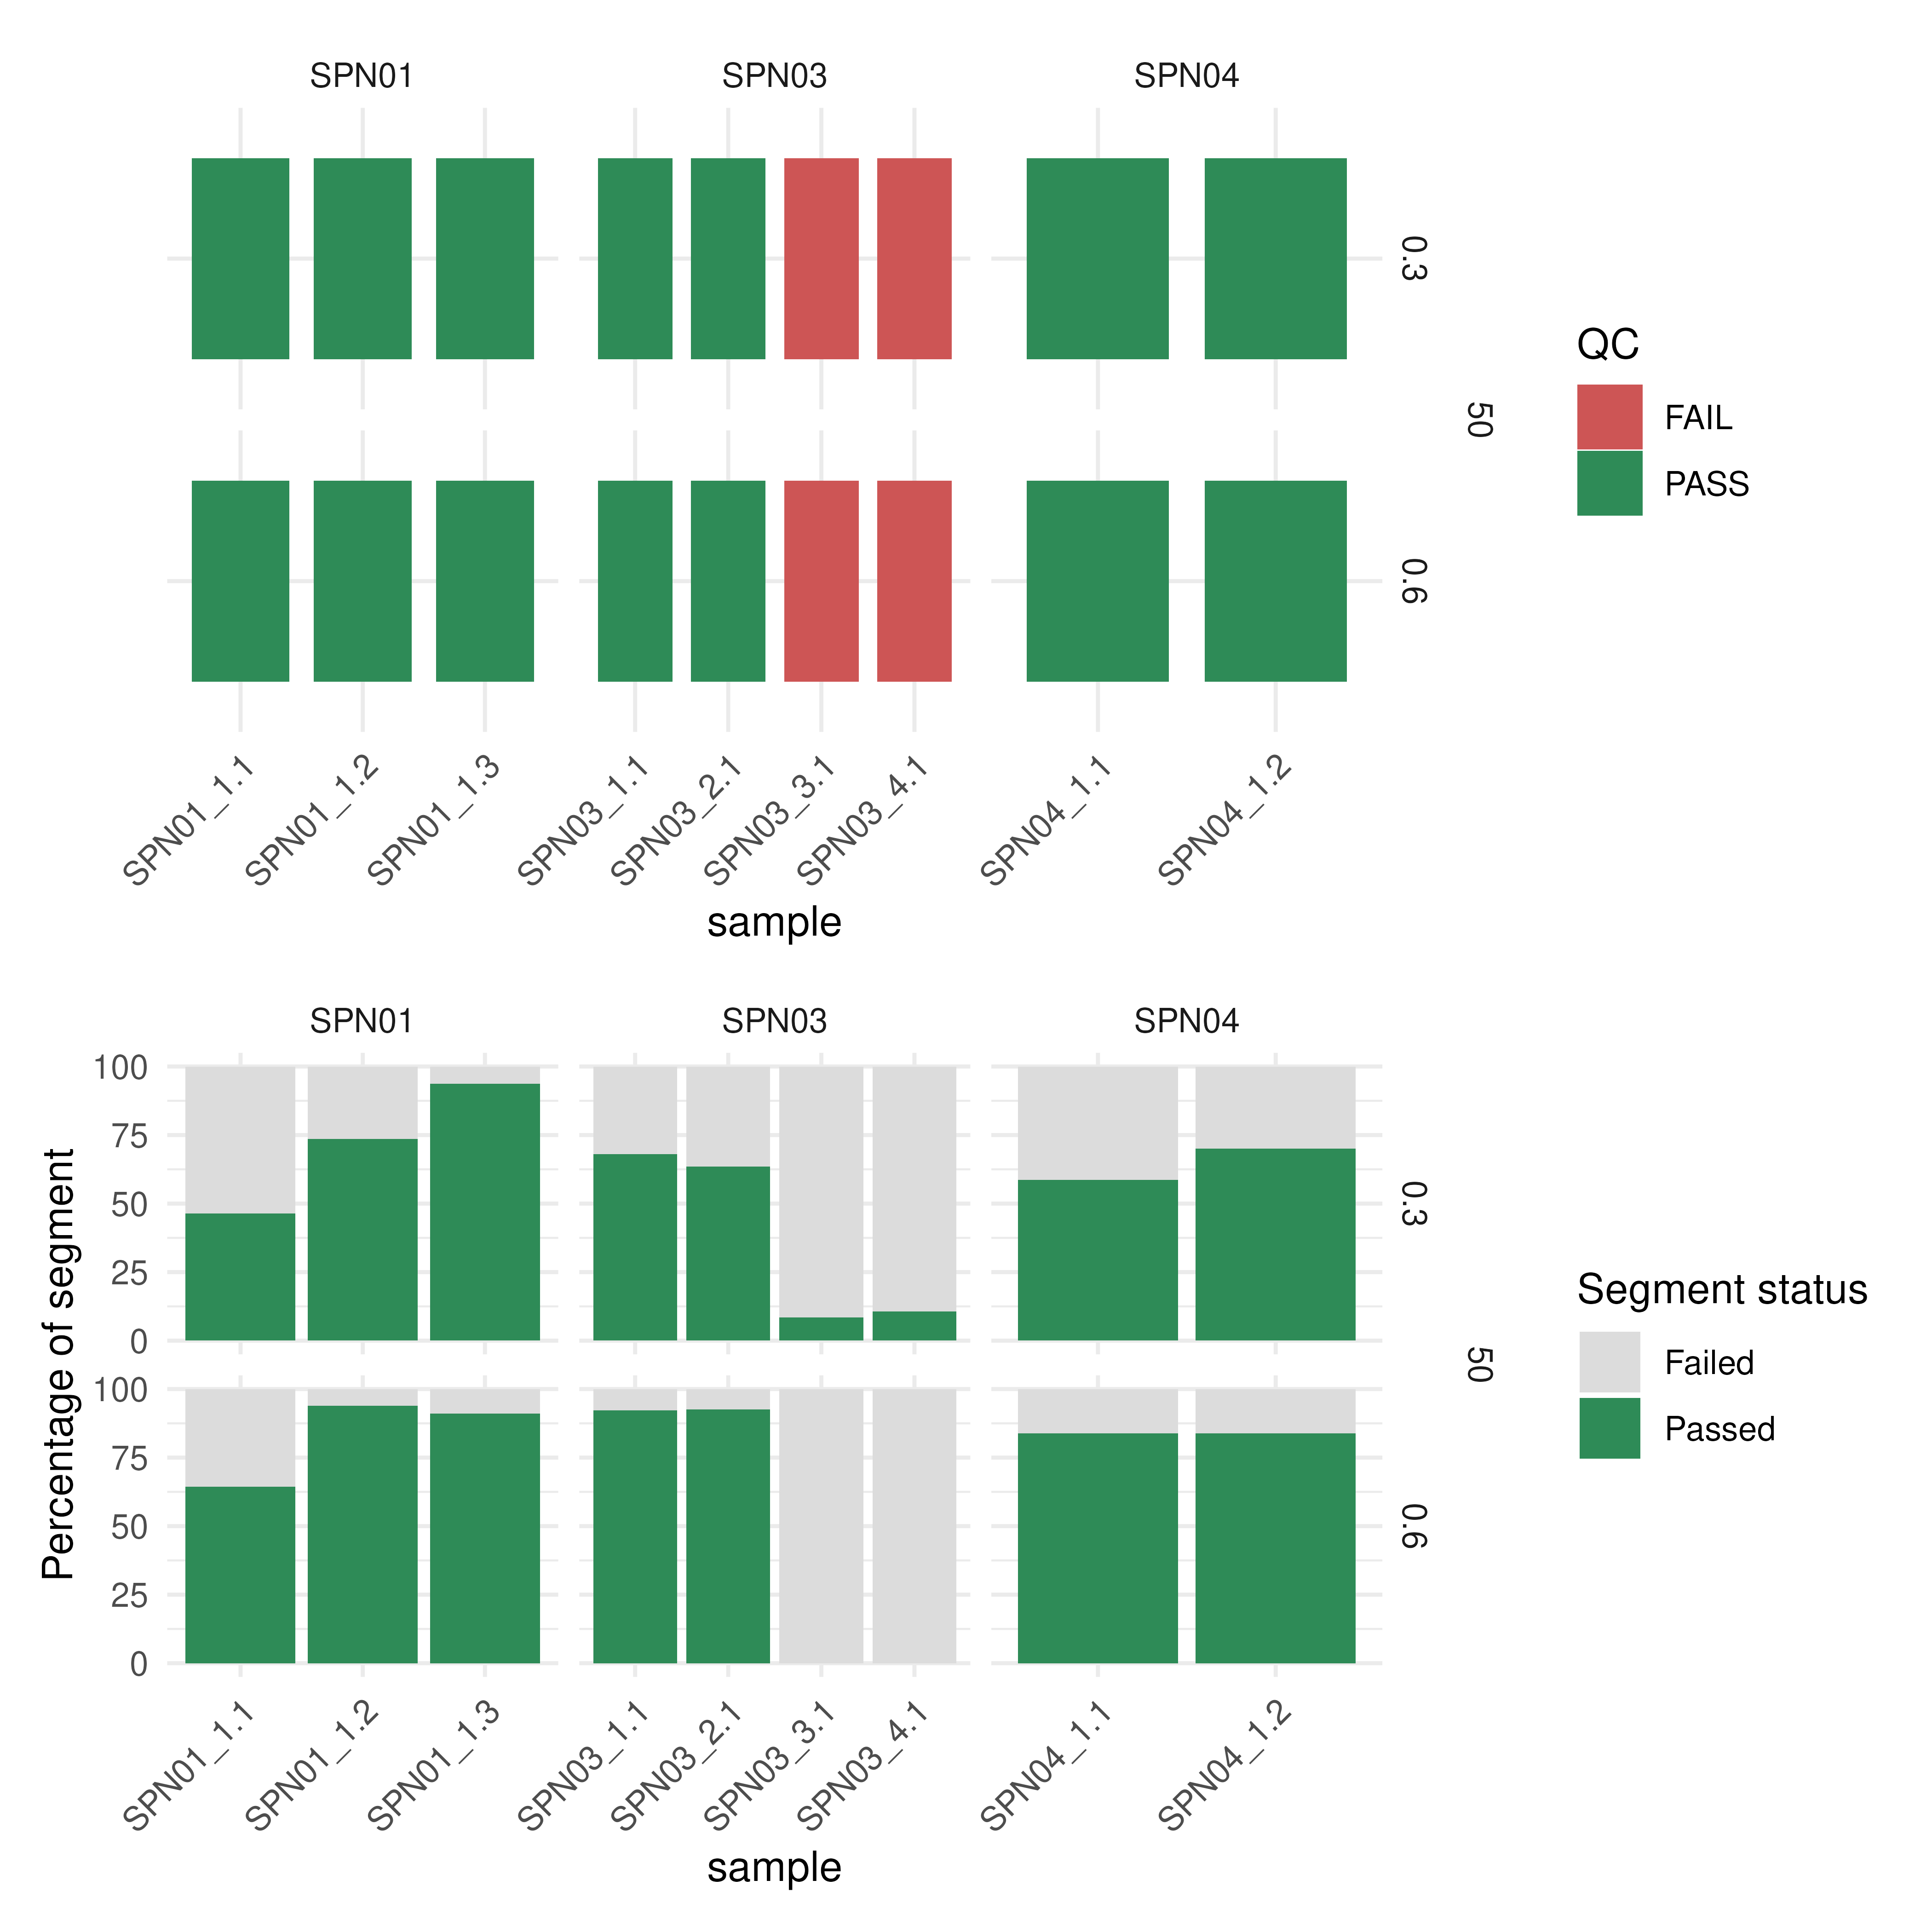 SPN01 SPN03 SPN04
0.3
50
0.6
QC
FAIL
PASS
SPN01_1.1 SPN01_1.2 SPN01_1.3 SPN03_1.1 SPN03_2.1 SPN03_3.1 SPN03_4.1 SPN04_1.1 SPN04_1.2
sample
SPN01 SPN03 SPN04
Percentage of segment
100
75
50
25
0
0.3
100
75
50
25
0
0.6
50
Segment status
Failed
Passed
SPN01_1.1 SPN01_1.2 SPN01_1.3 SPN03_1.1 SPN03_2.1 SPN03_3.1 SPN03_4.1 SPN04_1.1 SPN04_1.2
sample